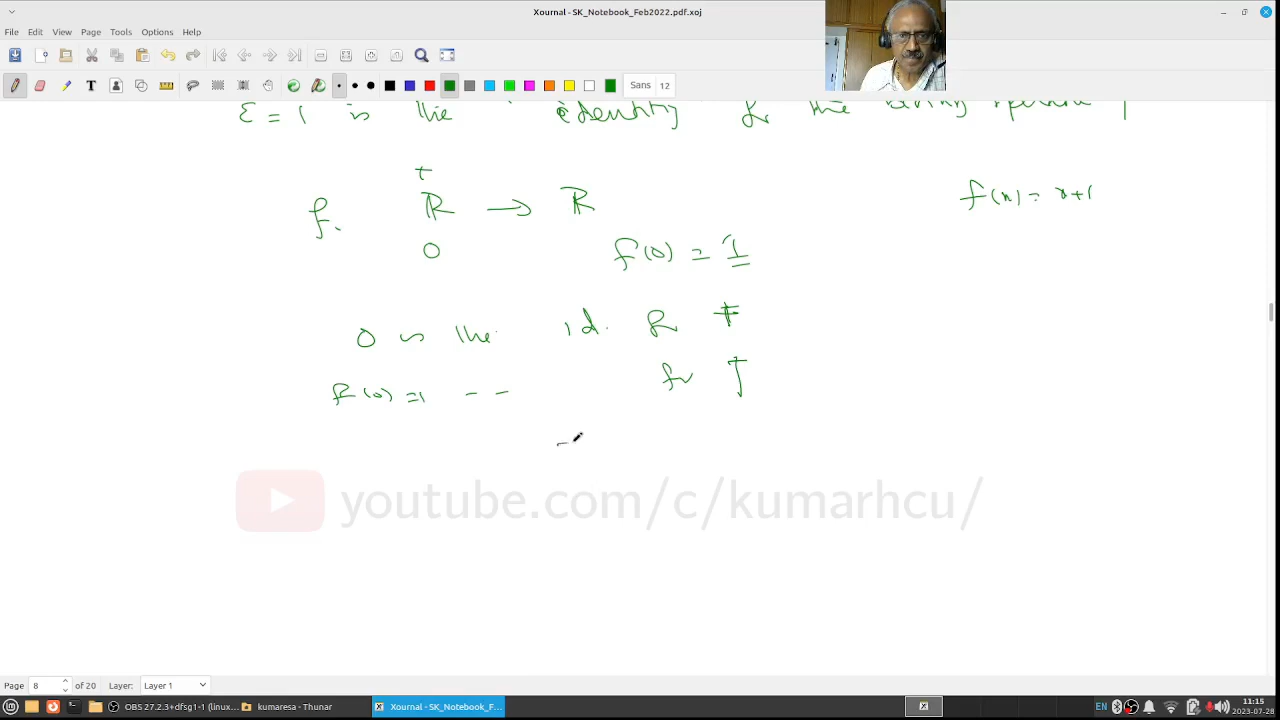 Xournal - SK_Notebook_Feb2022.pdf.xoj
File Edit View Page Tools Options Help
Sans 12
e = 1 is the identity for the
+
f: ℝ → ℝ f(x) = x+1
0 f(0) = 1
0 is the id. for +
f(0) = 1 - - for
youtube.com/c/kumarhcu/
Page 8 of 20 Layer: Layer 1
OBS 27.2.3+dfsg1-1 (linux... kumaresa - Thunar Xournal - SK_Notebook_F... EN 11:15
2023-07-28